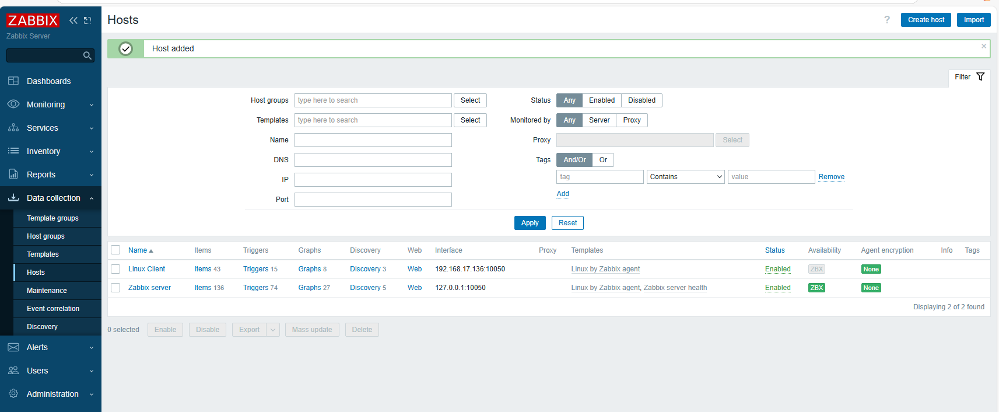 ZABBIX
Zabbix Server
Dashboards
Monitoring
Services
Inventory
Reports
Data collection
Template groups
Host groups
Templates
Hosts
Maintenance
Event correlation
Discovery
Alerts
Users
Administration
Hosts
? Create host Import
Host added
Filter
Host groups type here to search Select
Templates type here to search Select
Name
DNS
IP
Port
Status Any Enabled Disabled
Monitored by Any Server Proxy
Proxy Select
Tags And/Or Or
tag Contains value Remove
Add
Apply Reset
Name Items Triggers Graphs Discovery Web Interface Proxy Templates Status Availability Agent encryption Info Tags
Linux Client Items 43 Triggers 15 Graphs 8 Discovery 3 Web 192.168.17.136:10050 Linux by Zabbix agent Enabled ZBX None
Zabbix server Items 136 Triggers 74 Graphs 27 Discovery 5 Web 127.0.0.1:10050 Linux by Zabbix agent, Zabbix server health Enabled ZBX None
Displaying 2 of 2 found
0 selected Enable Disable Export Mass update Delete